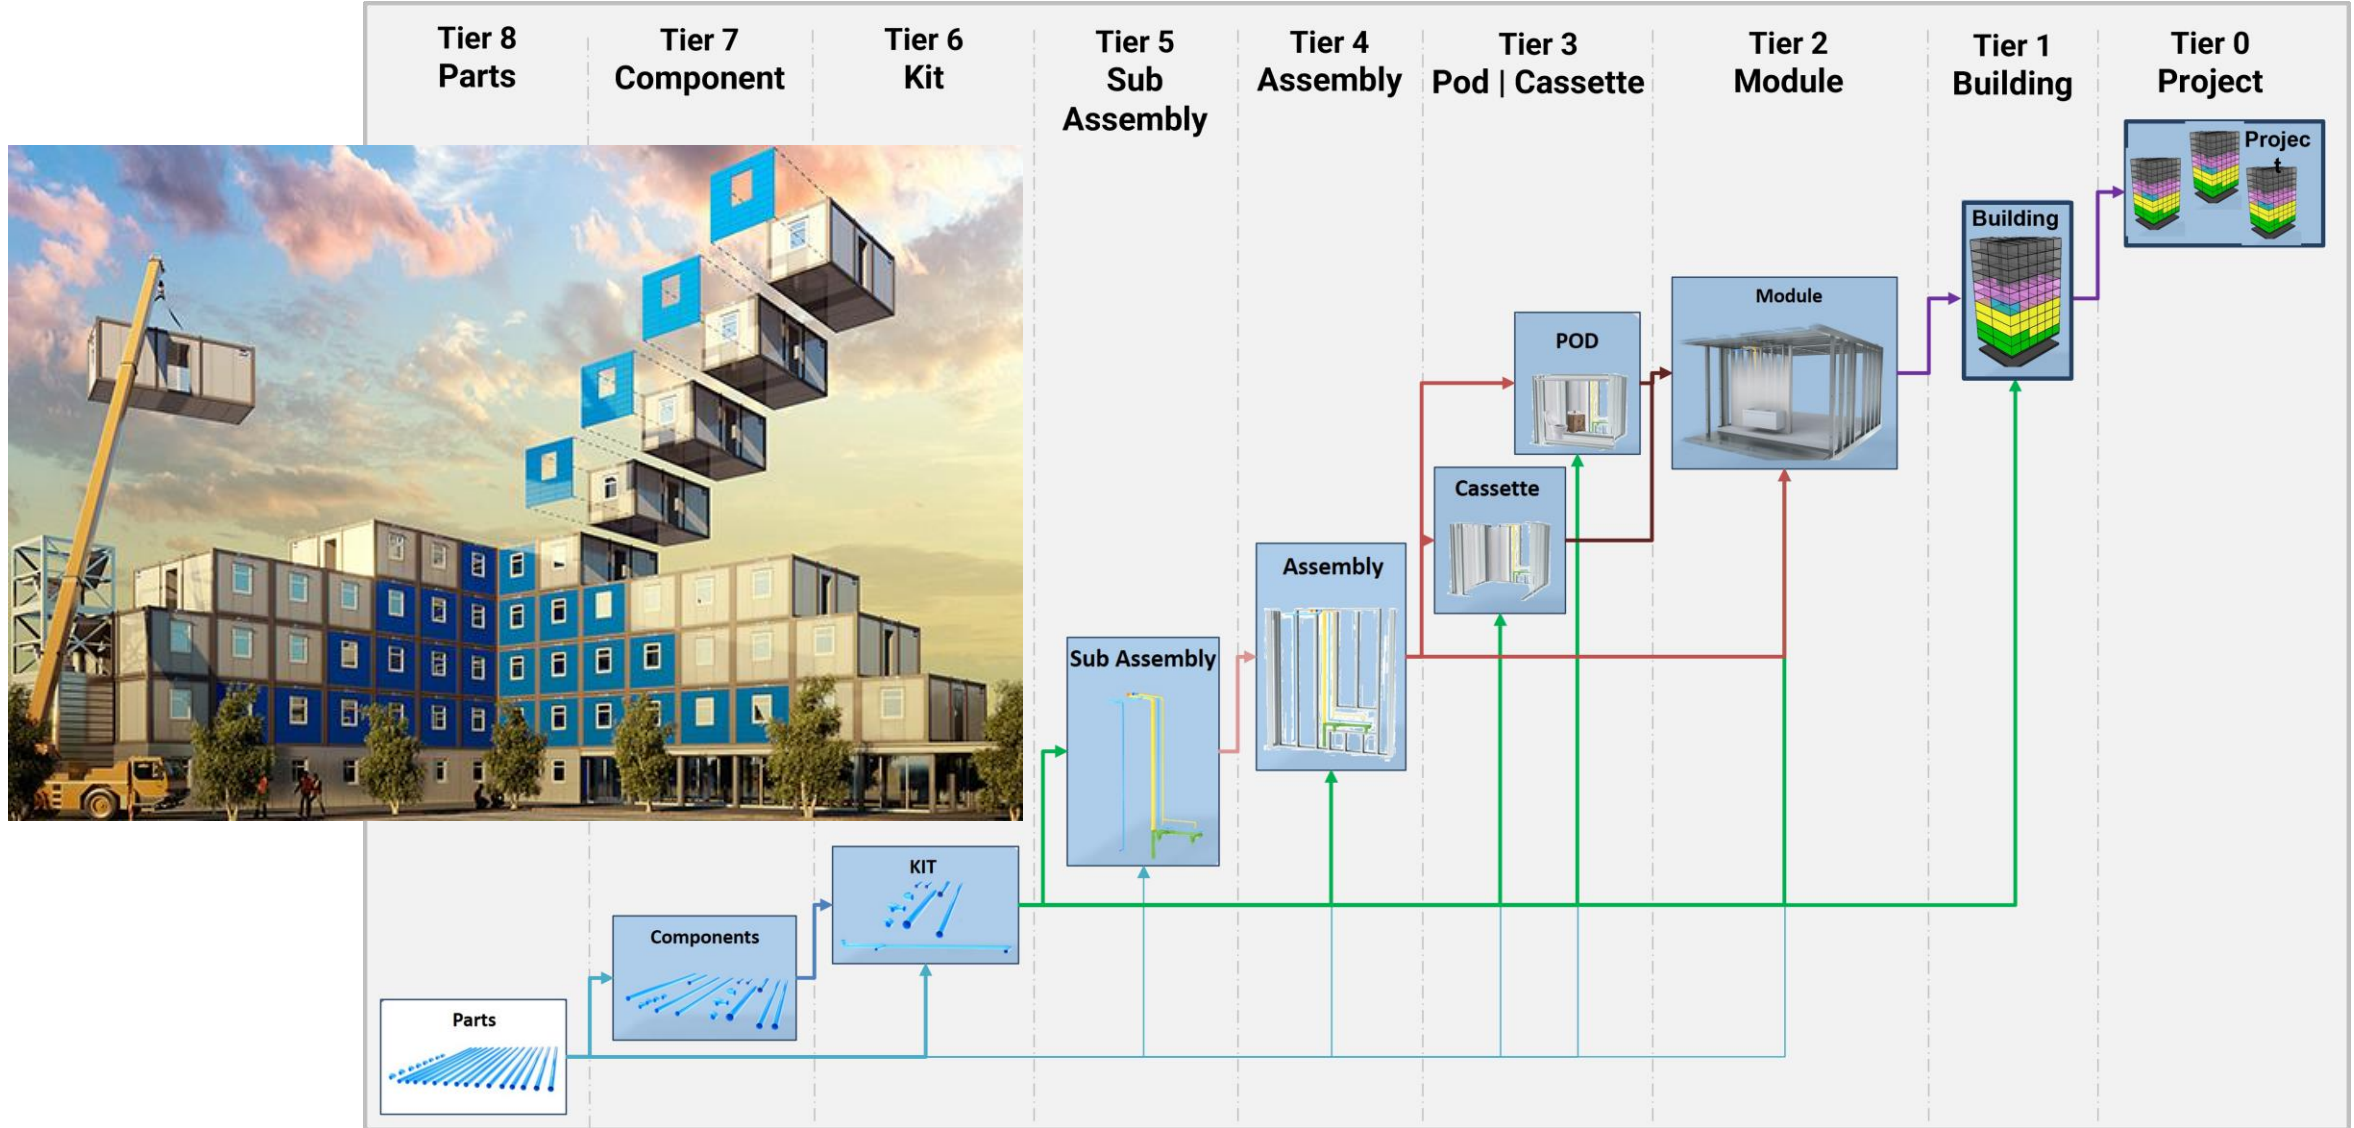 Tier 8
Parts
Tier 7
Component
Tier 6
Kit
Tier 5
Sub
Assembly
Tier 4
Assembly
Tier 3
Pod | Cassette
Tier 2
Module
Tier 1
Building
Tier 0
Project
Projec
t
Building
Module
POD
Cassette
Assembly
Sub Assembly
KIT
Components
Parts